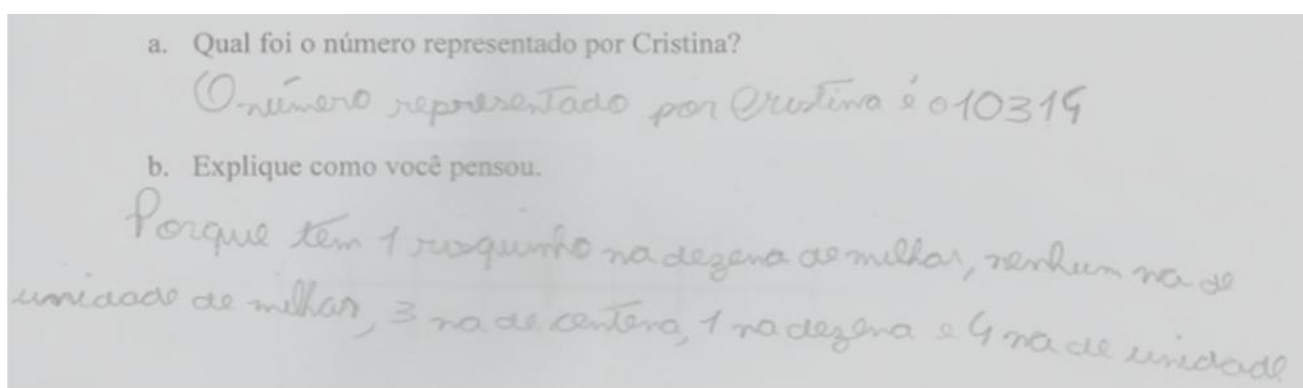 a. Qual foi o número representado por Cristina?
O número representado por Cristina é o 10314
b. Explique como você pensou.
Porque tem 1 risquinho na dezena de milhar, nenhum na de
unidade de milhar, 3 na de centena, 1 na dezena e 4 na de unidade